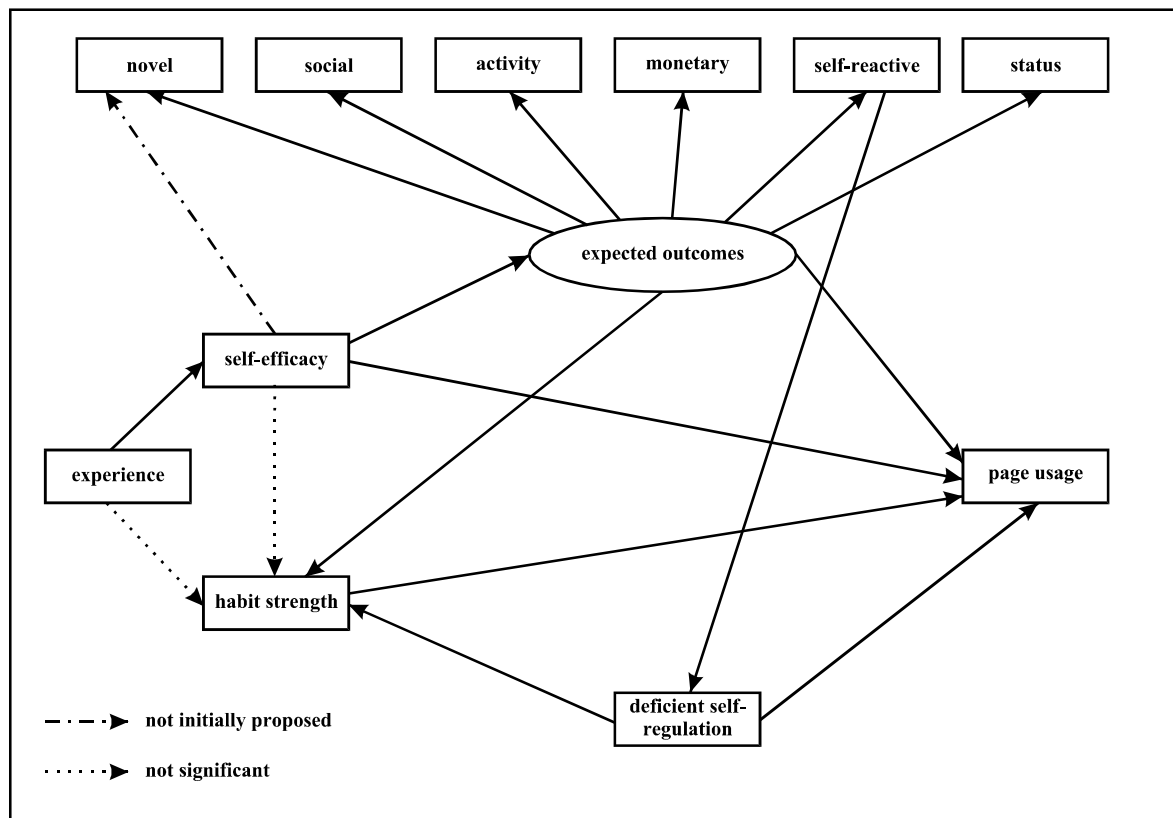 novel
social
activity
monetary
self-reactive
status
expected outcomes
self-efficacy
experience
page usage
habit strength
deficient self-
regulation
not initially proposed
not significant